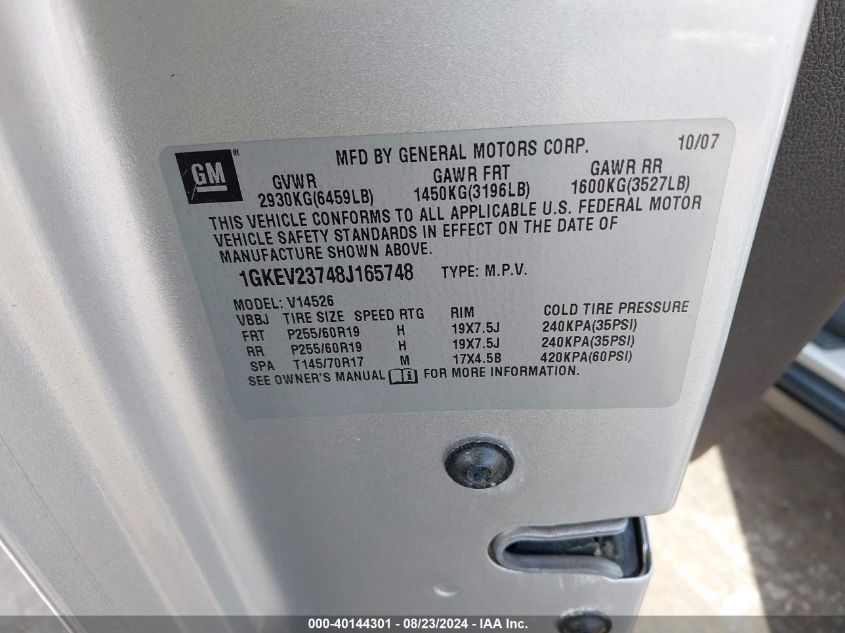 GM
MFD BY GENERAL MOTORS CORP. 10/07
GVWR GAWR FRT GAWR RR
2930KG(6459LB) 1450KG(3196LB) 1600KG(3527LB)
THIS VEHICLE CONFORMS TO ALL APPLICABLE U.S. FEDERAL MOTOR
VEHICLE SAFETY STANDARDS IN EFFECT ON THE DATE OF
MANUFACTURE SHOWN ABOVE.
1GKEV23748J165748 TYPE: M.P.V.
MODEL: V14526
VBBJ TIRE SIZE SPEED RTG RIM COLD TIRE PRESSURE
FRT P255/60R19 H 19X7.5J 240KPA(35PSI)
RR P255/60R19 H 19X7.5J 240KPA(35PSI)
SPA T145/70R17 M 17X4.5B 420KPA(60PSI)
SEE OWNER'S MANUAL FOR MORE INFORMATION.
000-40144301 - 08/23/2024 - IAA Inc.